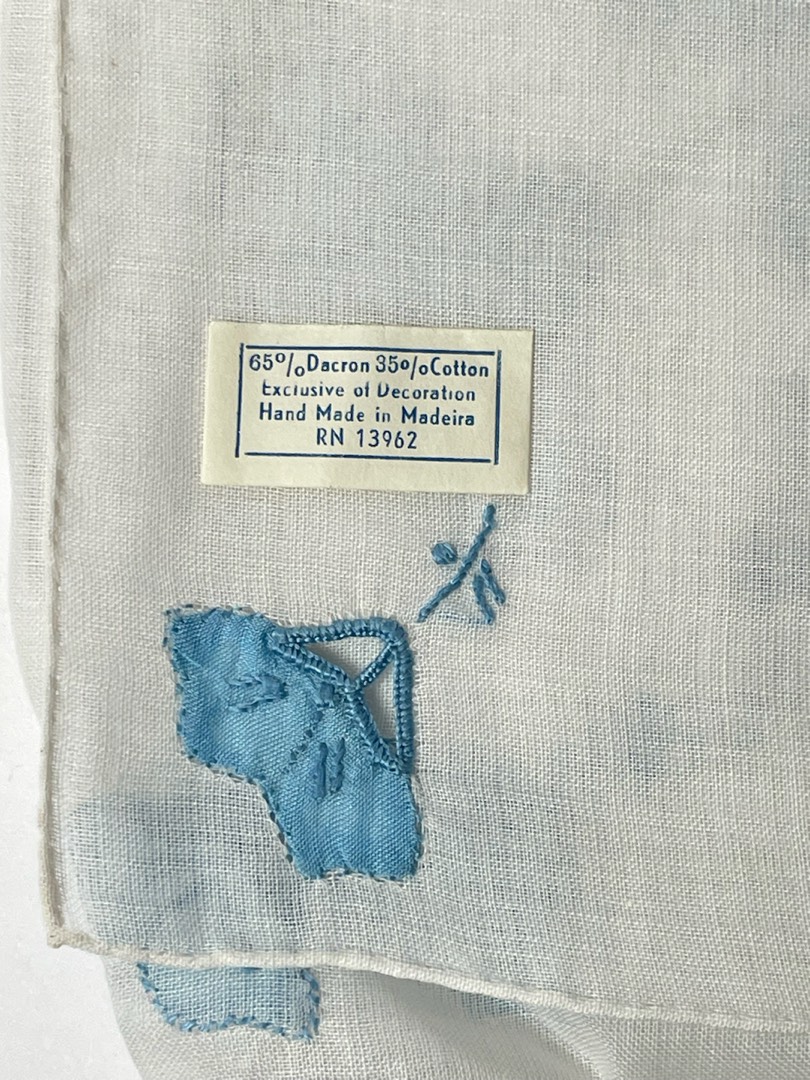 65% Dacron 35% Cotton
Exclusive of Decoration
Hand Made in Madeira
RN 13962